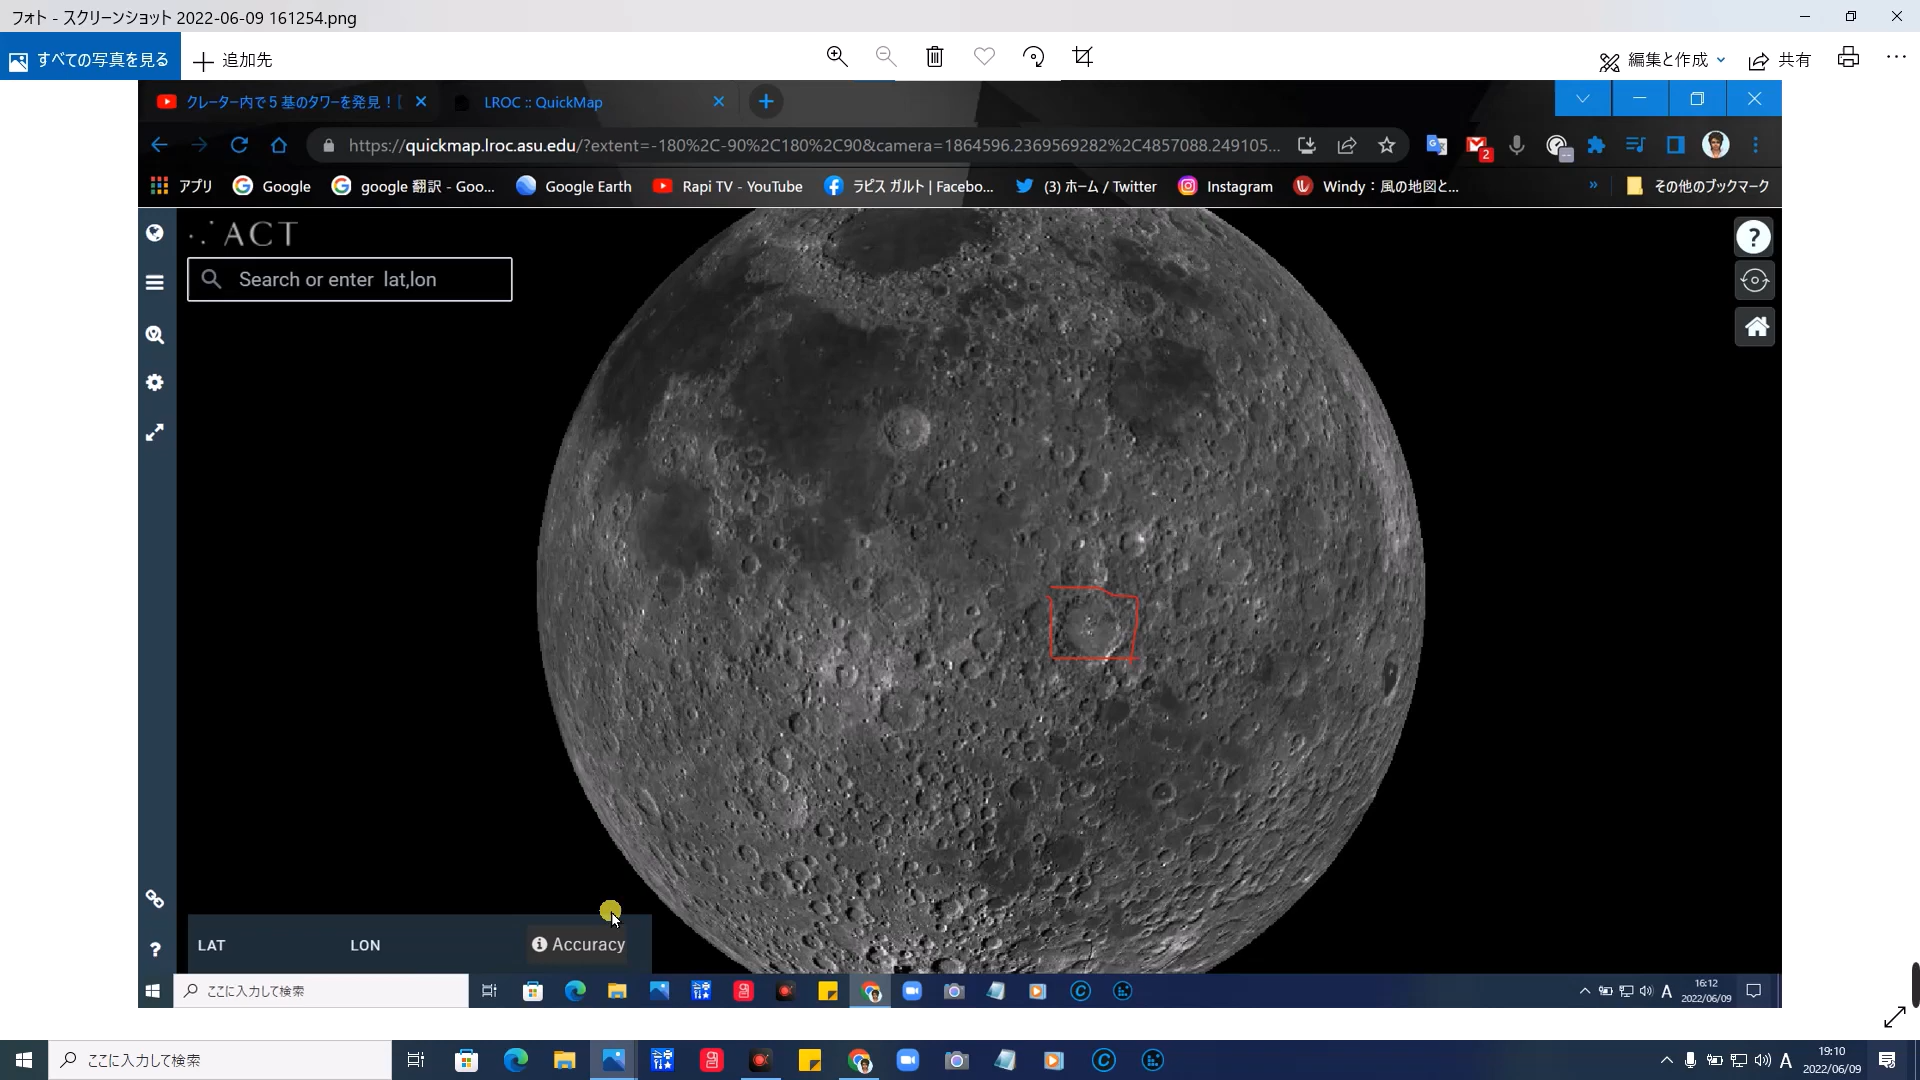 フォト - スクリーンショット 2022-06-09 161254.png
すべての写真を見る
追加先
編集と作成
共有
クレーター内で５基のタワーを発見！〖
LROC :: QuickMap
https://quickmap.lroc.asu.edu/?extent=-180%2C-90%2C180%2C90&camera=1864596.2369569282%2C4857088.249105...
2
アプリ
Google
google 翻訳 - Goo...
Google Earth
Rapi TV - YouTube
ラピス ガルト | Facebo...
(3) ホーム / Twitter
Instagram
Windy：風の地図と...
»
その他のブックマーク
ACT
Search or enter lat,lon
?
?
LAT
LON
Accuracy
ここに入力して検索
A
16:12
2022/06/09
ここに入力して検索
A
19:10
2022/06/09